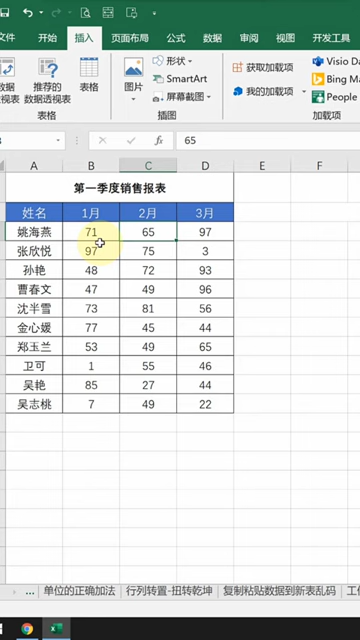 文件 开始 插入 页面布局 公式 数据 审阅 视图 开发工具
推荐的 表格 图片 形状 获取加载项 Visio Da
数据透视表 SmartArt Bing Ma
屏幕截图 我的加载项 People
表格 插图 加载项
fx 65
A B C D E F
第一季度销售报表
姓名 1月 2月 3月
姚海燕 71 65 97
张欣悦 97 75 3
孙艳 48 72 93
曹春文 47 49 96
沈半雪 73 81 56
金心媛 77 45 44
郑玉兰 53 49 65
卫可 1 55 46
吴艳 85 27 44
吴志桃 7 49 22
... 单位的正确加法 行列转置-扭转乾坤 复制粘贴数据到新表乱码